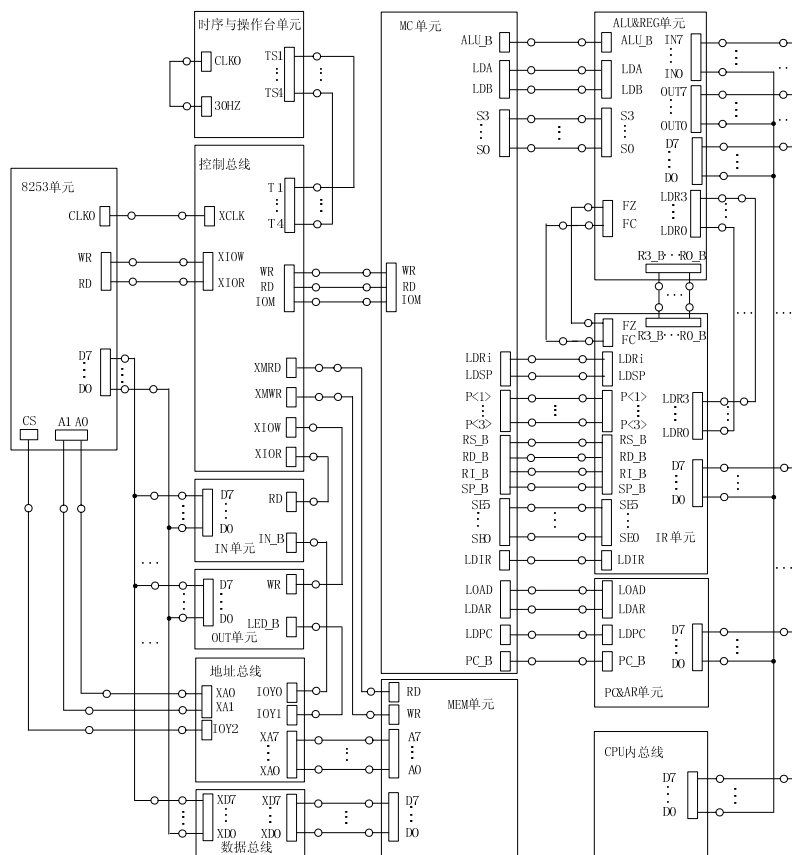 时序与操作台单元
CLK0
30HZ
TS1
TS4
控制总线
T1
T4
XCLK
XIOW
XIOR
WR
RD
IOM
XMRD
XMWR
XIOW
XIOR
8253单元
CLK0
WR
RD
D7
D0
CS
A1 A0
D7
D0
RD
IN_B
IN单元
D7
D0
WR
LED_B
OUT单元
地址总线
XA0
XA1
IOY2
IOY0
IOY1
XA7
XA0
XD7
XD0
XD7
XD0
数据总线
MC单元
ALU_B
LDA
LDB
S3
S0
WR
RD
IOM
LDRi
LDSP
P<1>
P<3>
RS_B
RD_B
RI_B
SP_B
SE5
SE0
LDIR
LOAD
LDAR
LDPC
PC_B
MEM单元
RD
WR
A7
A0
D7
D0
ALU&REG单元
ALU_B
LDA
LDB
S3
S0
IN7
IN0
OUT7
OUT0
D7
D0
FZ
FC
LDR3
LDR0
R3_B··R0_B
FZ
FC
R3_B···R0_B
LDRi
LDSP
P<1>
P<3>
RS_B
RD_B
RI_B
SP_B
SE5
SE0
LDIR
LDR3
LDR0
D7
D0
IR单元
LOAD
LDAR
LDPC
PC_B
D7
D0
PC&AR单元
CPU内总线
D7
D0